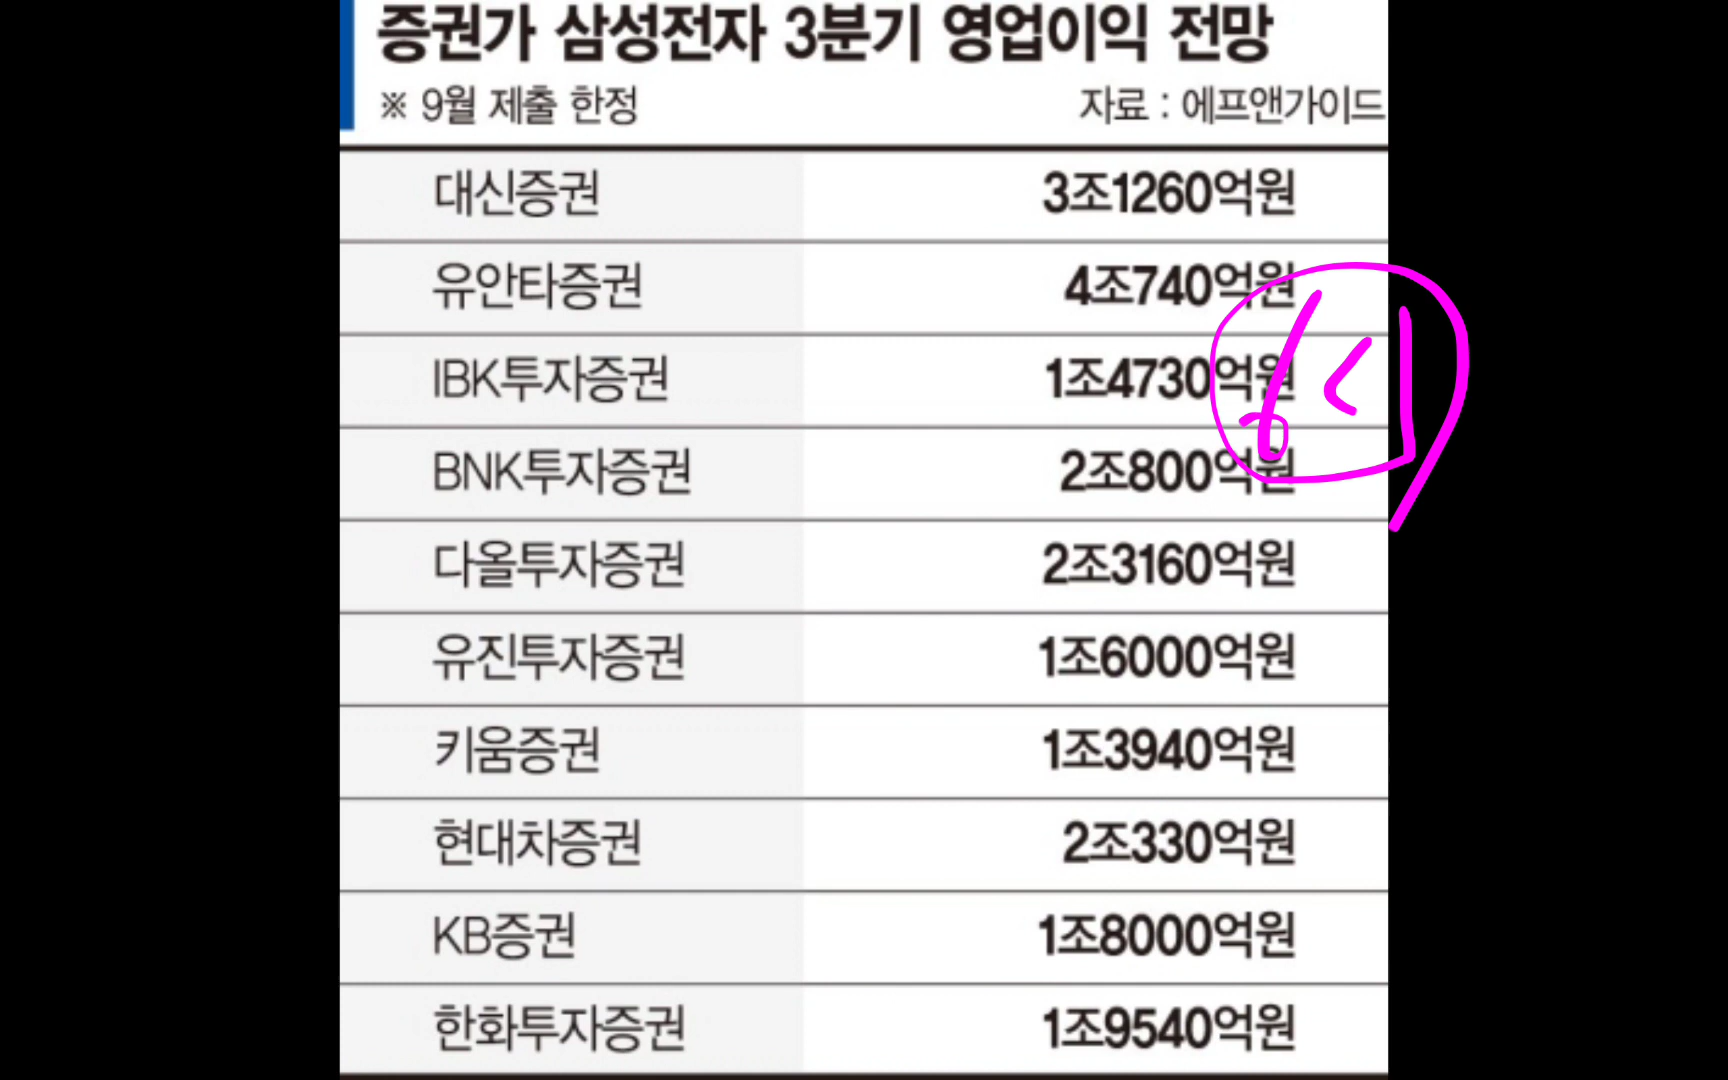 증권가 삼성전자 3분기 영업이익 전망
※ 9월 제출 한정 자료 : 에프앤가이드
대신증권 3조1260억원
유안타증권 4조740억원
IBK투자증권 1조4730억원
BNK투자증권 2조800억원
다올투자증권 2조3160억원
유진투자증권 1조6000억원
키움증권 1조3940억원
현대차증권 2조330억원
KB증권 1조8000억원
한화투자증권 1조9540억원